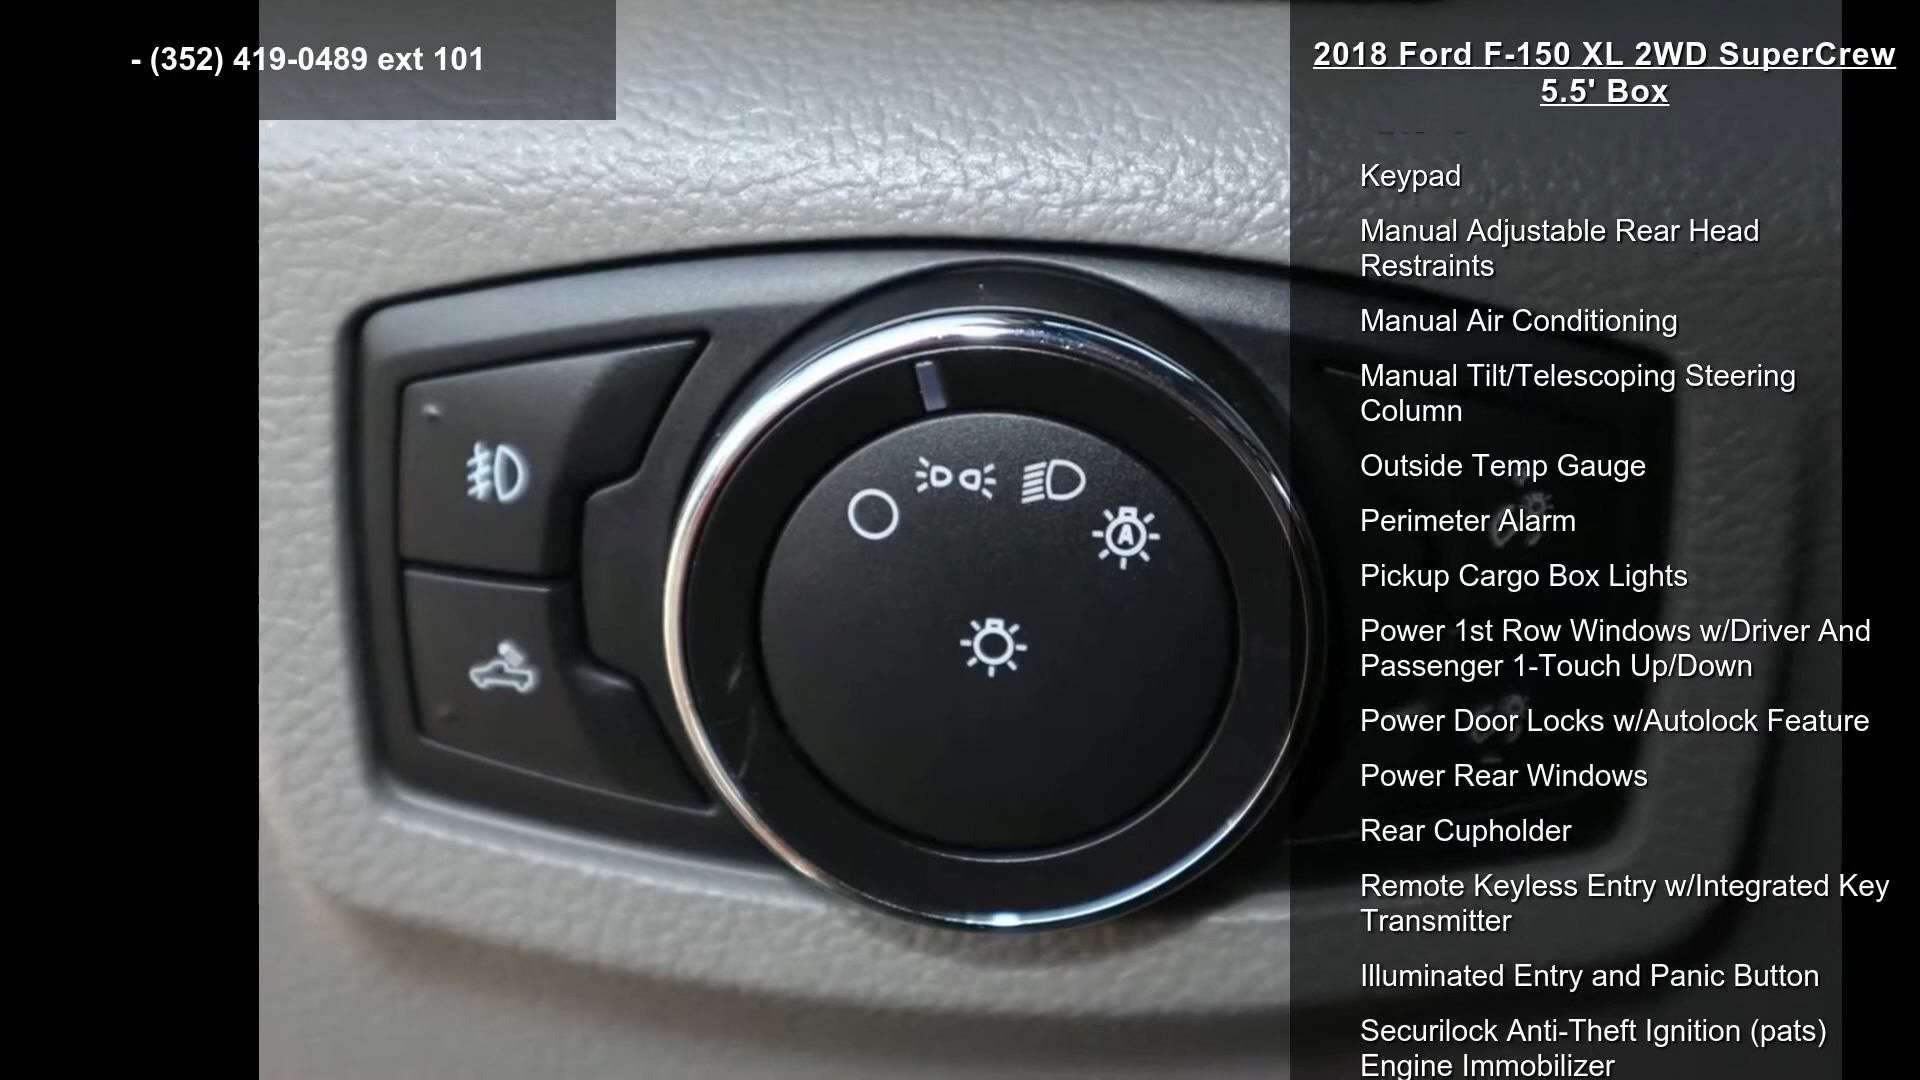 - (352) 419-0489 ext 101
2018 Ford F-150 XL 2WD SuperCrew
5.5' Box
Keypad
Manual Adjustable Rear Head
Restraints
Manual Air Conditioning
Manual Tilt/Telescoping Steering
Column
Outside Temp Gauge
Perimeter Alarm
Pickup Cargo Box Lights
Power 1st Row Windows w/Driver And
Passenger 1-Touch Up/Down
Power Door Locks w/Autolock Feature
Power Rear Windows
Rear Cupholder
Remote Keyless Entry w/Integrated Key
Transmitter
Illuminated Entry and Panic Button
Securilock Anti-Theft Ignition (pats)
Engine Immobilizer
A